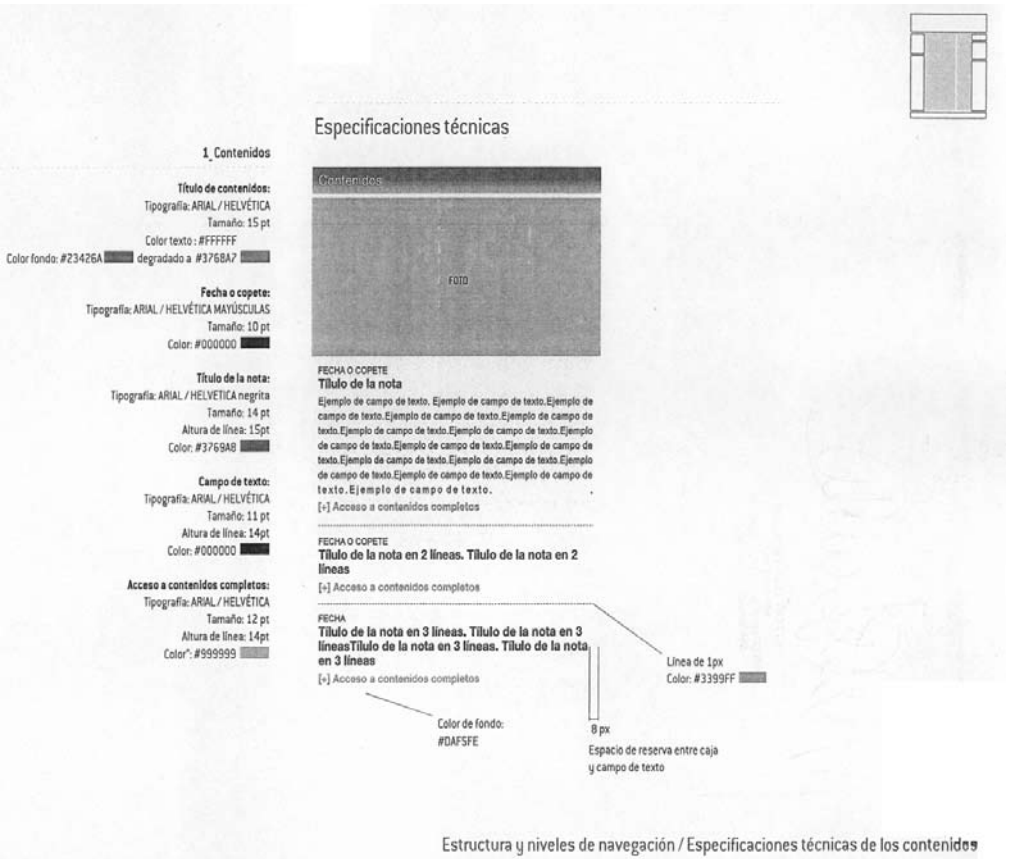 Especificaciones técnicas
1_Contenidos
Título de contenidos:
Tipografía: ARIAL / HELVÉTICA
Tamaño: 15 pt
Color texto : #FFFFFF
Color fondo: #23426A degradado a #3768A7
Fecha o copete:
Tipografía: ARIAL / HELVÉTICA MAYÚSCULAS
Tamaño: 10 pt
Color: #000000
Título de la nota:
Tipografía: ARIAL / HELVETICA negrita
Tamaño: 14 pt
Altura de línea: 15pt
Color: #3769A8
Campo de texto:
Tipografía: ARIAL / HELVÉTICA
Tamaño: 11 pt
Altura de línea: 14pt
Color: #000000
Acceso a contenidos completos:
Tipografía: ARIAL / HELVÉTICA
Tamaño: 12 pt
Altura de línea: 14pt
Color": #999999
Contenidos
FOTO
FECHA O COPETE
Título de la nota
Ejemplo de campo de texto. Ejemplo de campo de texto.Ejemplo de
campo de texto.Ejemplo de campo de texto.Ejemplo de campo de
texto.Ejemplo de campo de texto.Ejemplo de campo de texto.Ejemplo
de campo de texto.Ejemplo de campo de texto.Ejemplo de campo de
texto.Ejemplo de campo de texto.Ejemplo de campo de texto.Ejemplo
de campo de texto.Ejemplo de campo de texto.Ejemplo de campo de
texto.Ejemplo de campo de texto.
[+] Acceso a contenidos completos
FECHA O COPETE
Título de la nota en 2 líneas. Título de la nota en 2
líneas
[+] Acceso a contenidos completos
FECHA
Título de la nota en 3 líneas. Título de la nota en 3
líneasTítulo de la nota en 3 líneas. Título de la nota
en 3 líneas
[+] Acceso a contenidos completos
Línea de 1px
Color: #3399FF
Color de fondo:
#DAF5FE
8 px
Espacio de reserva entre caja
y campo de texto
Estructura y niveles de navegación / Especificaciones técnicas de los contenidos